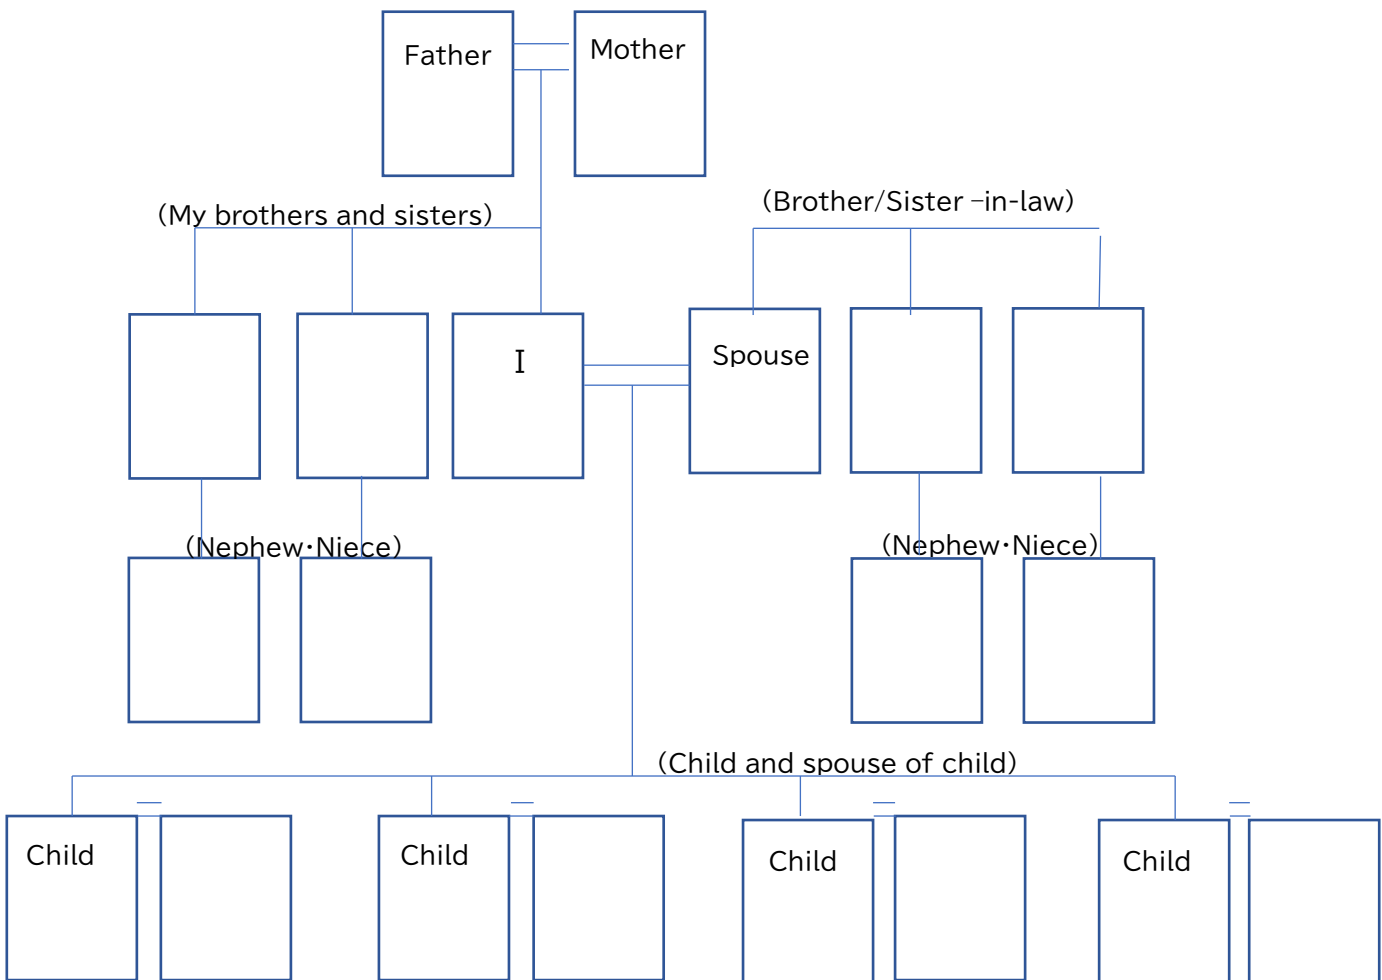 Father
Mother
(My brothers and sisters)
(Brother/Sister –in-law)
I
Spouse
(Nephew・Niece)
(Nephew・Niece)
(Child and spouse of child)
Child
Child
Child
Child